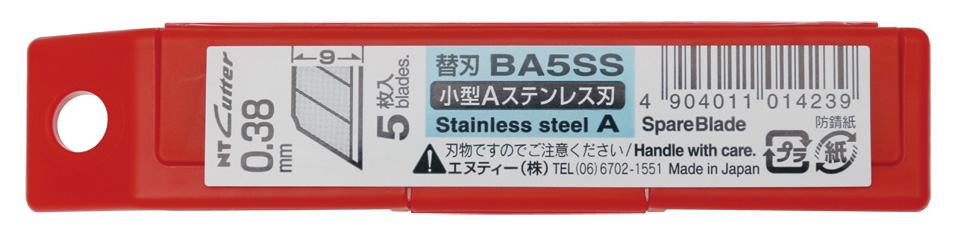 NT Cutter
0.38
mm
9
5枚入
blades.
替刃 BA5SS
小型Aステンレス刃
Stainless steel A
4 904011 014239
SpareBlade
防錆紙
プラ
紙
刃物ですのでご注意ください/Handle with care.
エヌティー(株) TEL(06)6702-1551 Made in Japan